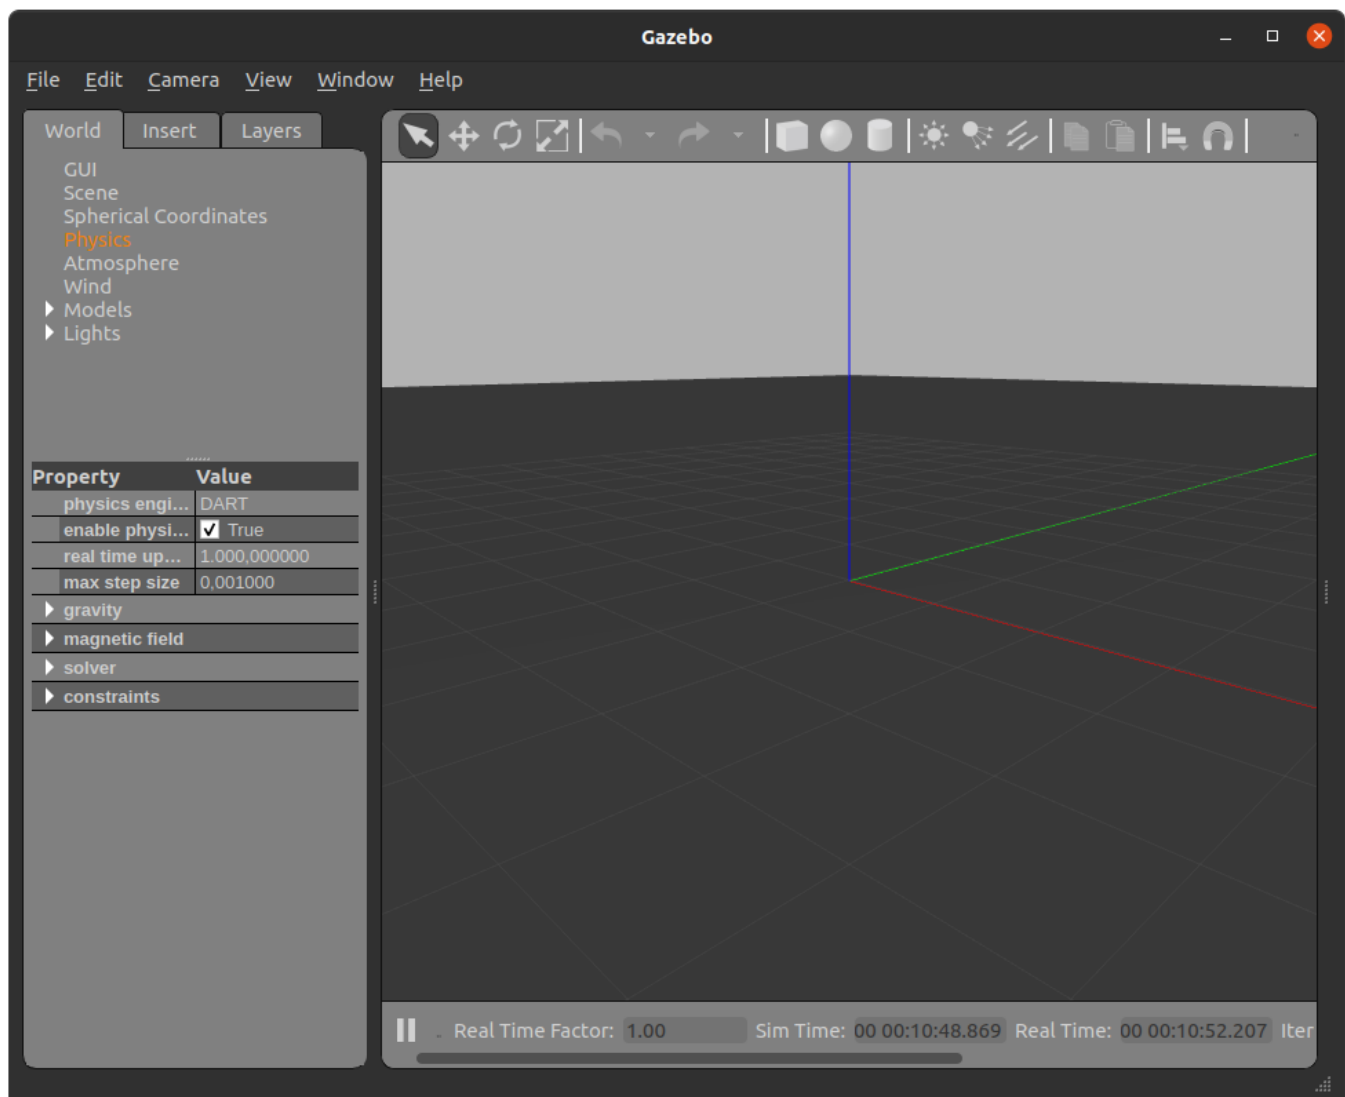 Gazebo
File Edit Camera View Window Help
World Insert Layers
GUI
Scene
Spherical Coordinates
Physics
Atmosphere
Wind
Models
Lights
Property Value
physics engi... DART
enable physi... True
real time up... 1.000,000000
max step size 0,001000
gravity
magnetic field
solver
constraints
Real Time Factor: 1.00 Sim Time: 00 00:10:48.869 Real Time: 00 00:10:52.207 Iter